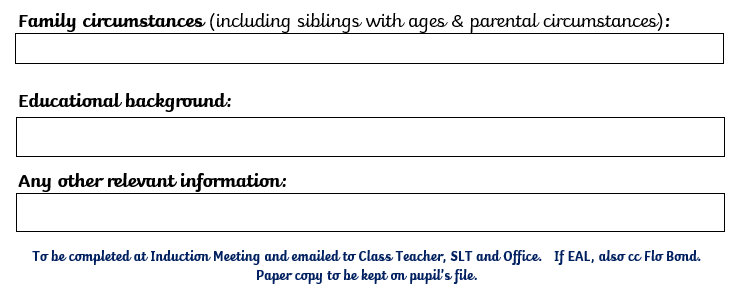 Family circumstances (including siblings with ages & parental circumstances):
Educational background:
Any other relevant information:
To be completed at Induction Meeting and emailed to Class Teacher, SLT and Office. If EAL, also cc Flo Bond.
Paper copy to be kept on pupil's file.